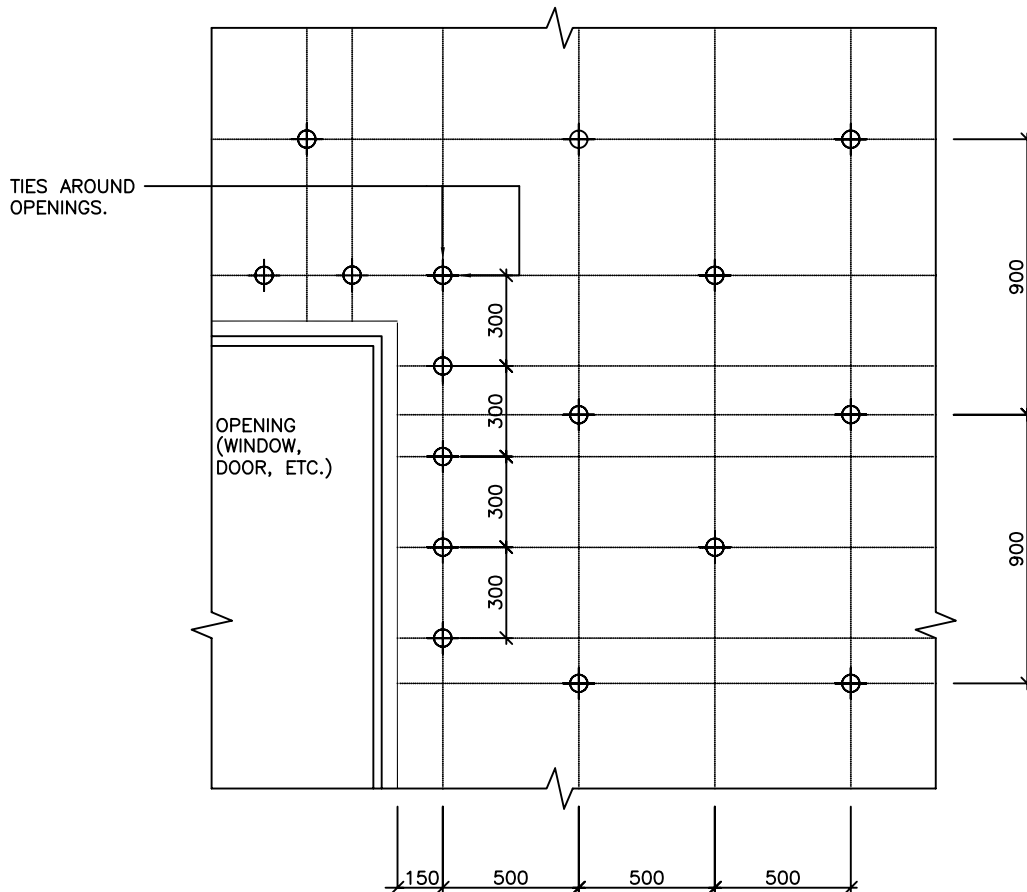 TIES AROUND
OPENINGS.
300
900
300
OPENING
(WINDOW,
DOOR, ETC.)
300
900
300
150 500 500 500